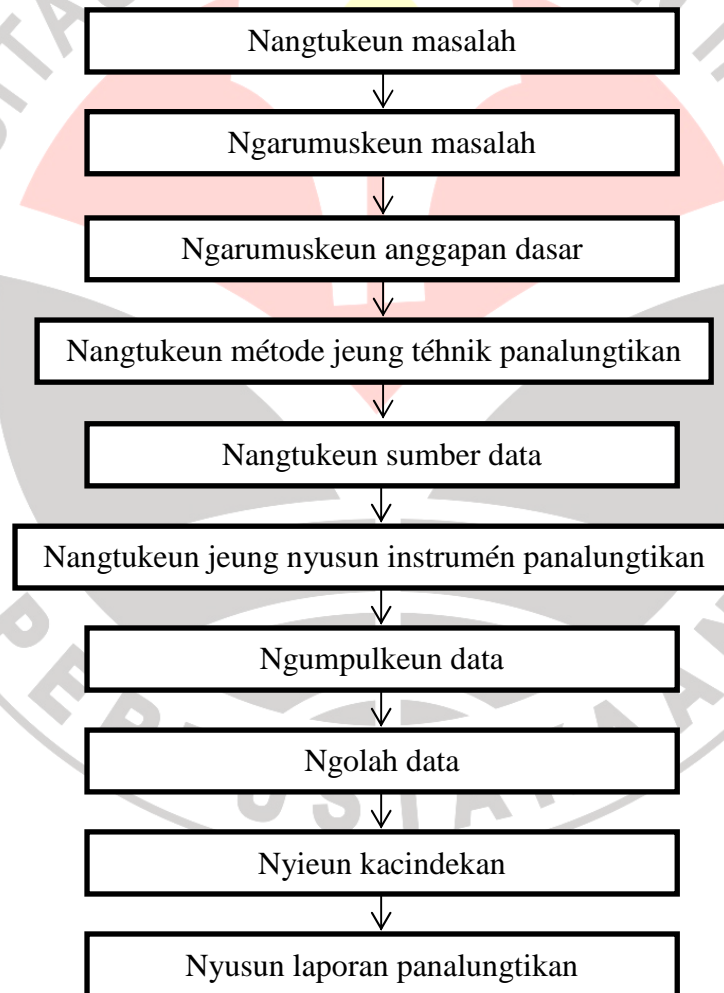 Nangtukeun masalah
Ngarumuskeun masalah
Ngarumuskeun anggapan dasar
Nangtukeun métode jeung téhnik panalungtikan
Nangtukeun sumber data
Nangtukeun jeung nyusun instrumén panalungtikan
Ngumpulkeun data
Ngolah data
Nyieun kacindekan
Nyusun laporan panalungtikan